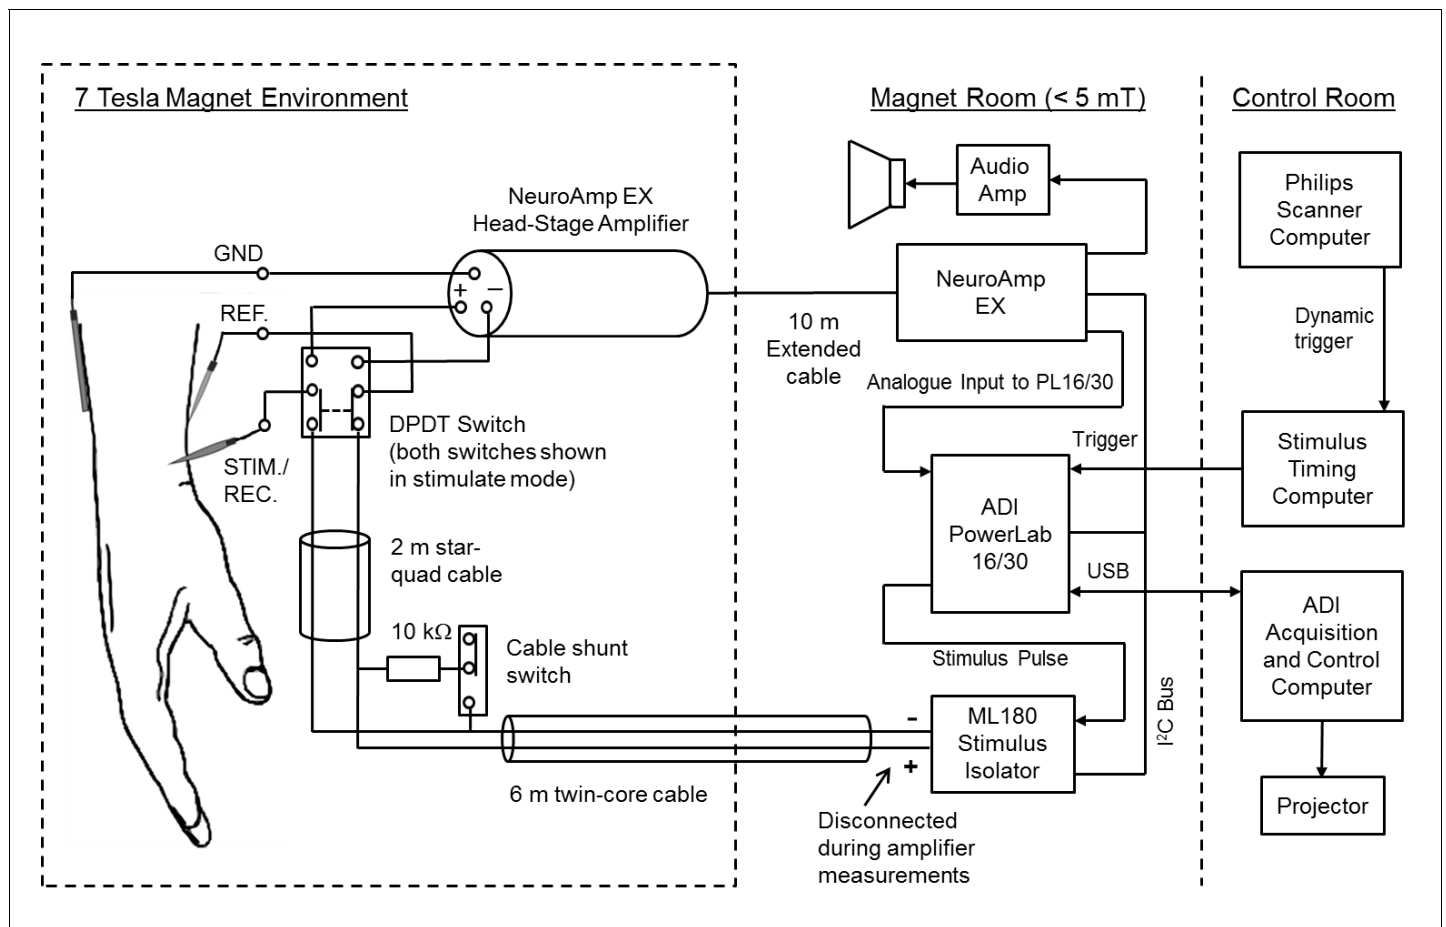 7 Tesla Magnet Environment
Magnet Room (< 5 mT)
Control Room
NeuroAmp EX
Head-Stage Amplifier
GND
REF.
+
−
STIM./
REC.
DPDT Switch
(both switches shown
in stimulate mode)
2 m star-
quad cable
10 kΩ
Cable shunt
switch
6 m twin-core cable
10 m
Extended
cable
Audio
Amp
NeuroAmp
EX
Analogue Input to PL16/30
Trigger
ADI
PowerLab
16/30
USB
Stimulus Pulse
I²C Bus
-
+
ML180
Stimulus
Isolator
Disconnected
during amplifier
measurements
Philips
Scanner
Computer
Dynamic
trigger
Stimulus
Timing
Computer
ADI
Acquisition
and Control
Computer
Projector